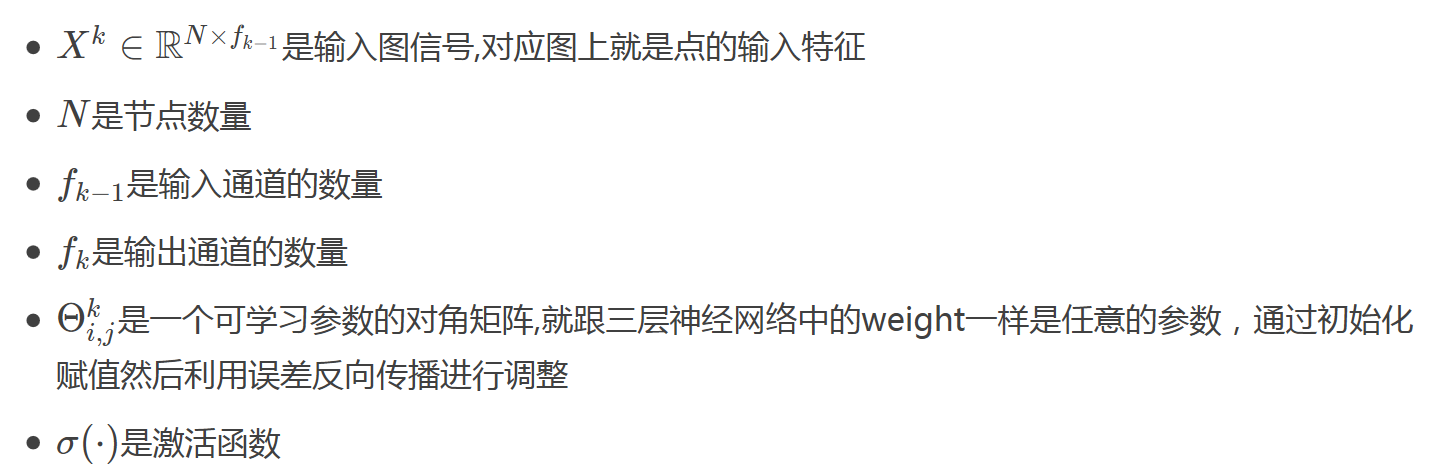 • $X^k \in \mathbb{R}^{N \times f_{k-1}}$是输入图信号,对应图上就是点的输入特征
• $N$是节点数量
• $f_{k-1}$是输入通道的数量
• $f_k$是输出通道的数量
• $\Theta_{i,j}^k$是一个可学习参数的对角矩阵,就跟三层神经网络中的weight一样是任意的参数，通过初始化
赋值然后利用误差反向传播进行调整
• $\sigma(\cdot)$是激活函数